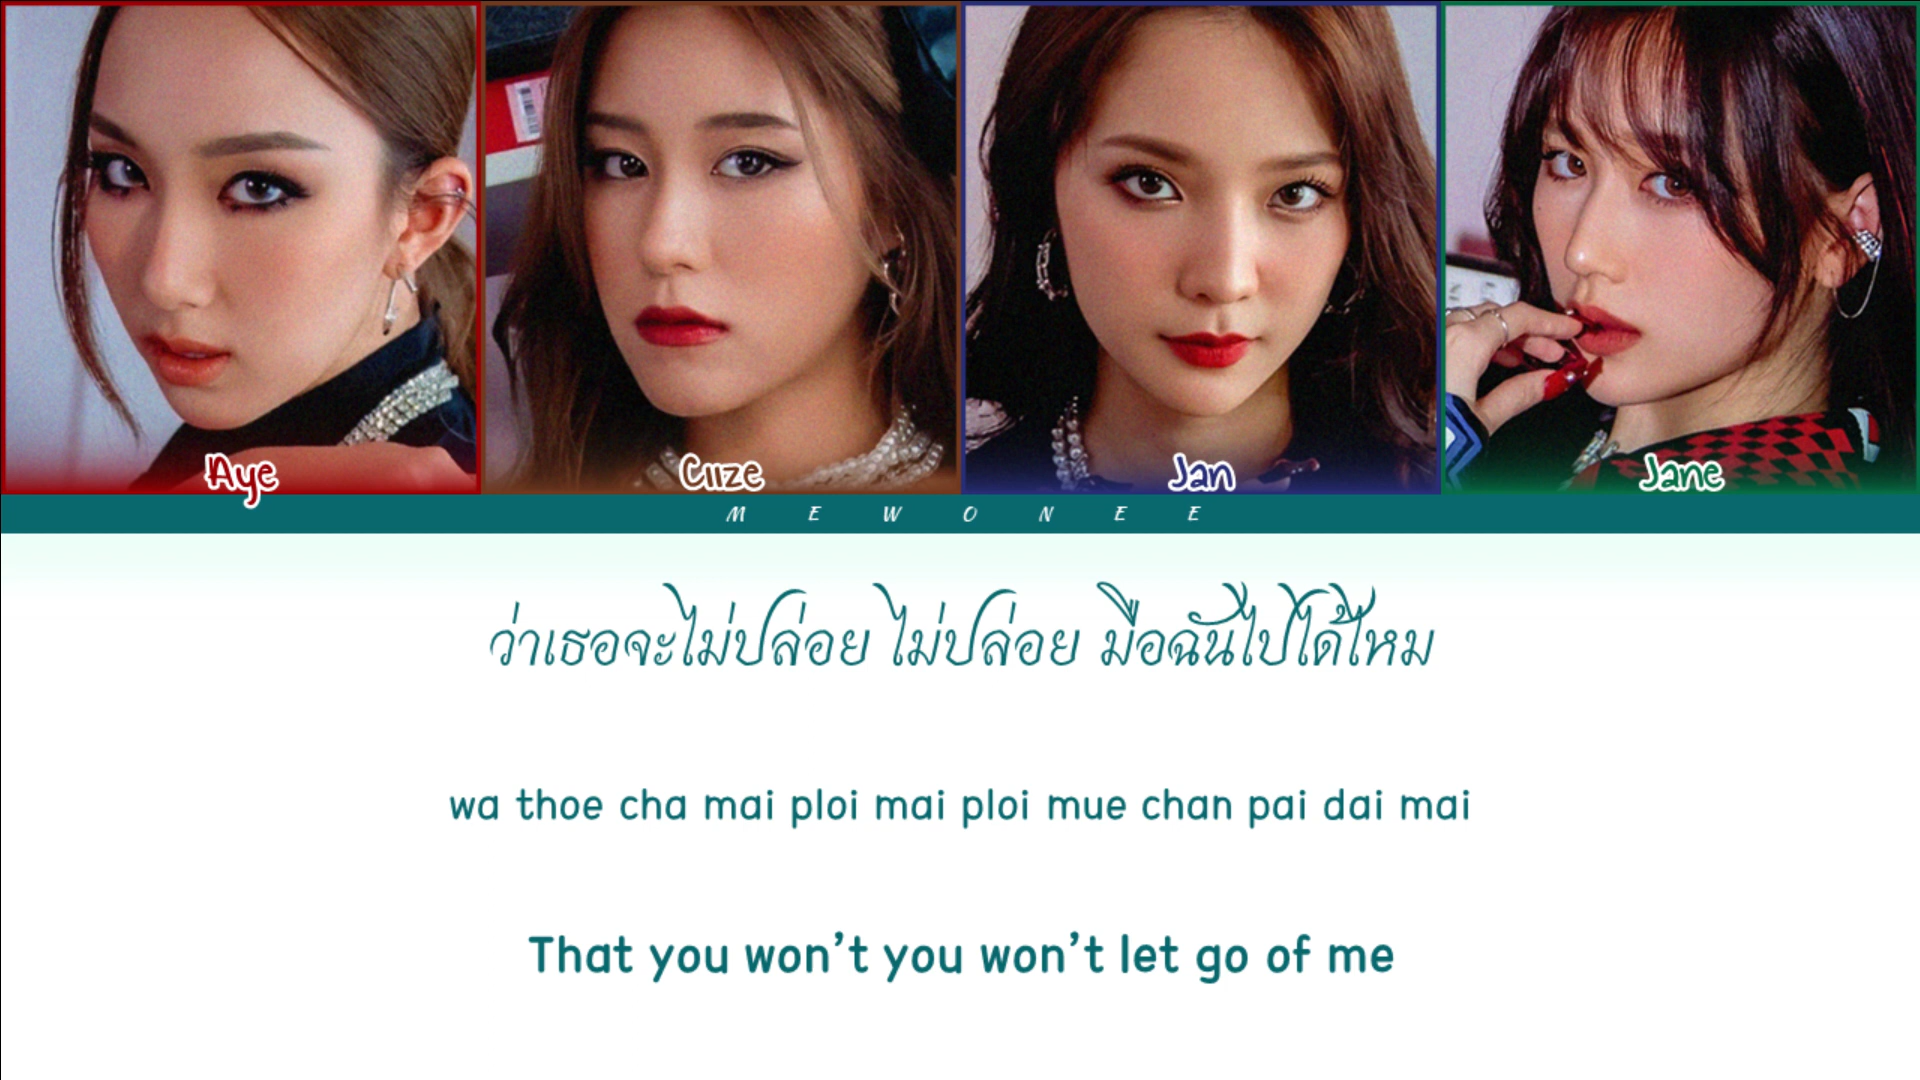 Aye
Ciize
Jan
Jane
MEWONEE
ว่าเธอจะไม่ปล่อย ไม่ปล่อย มือฉันไปได้ไหม
wa thoe cha mai ploi mai ploi mue chan pai dai mai
That you won't you won't let go of me